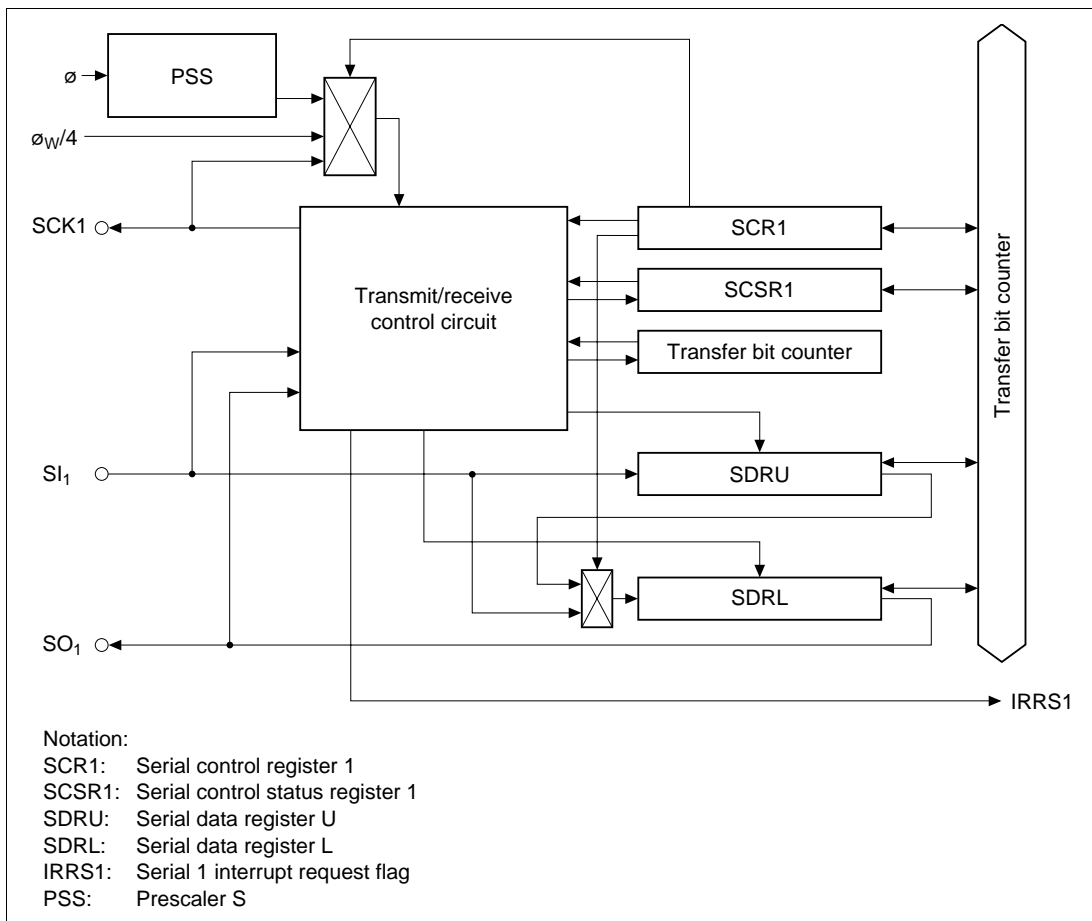 ø
PSS
øW/4
SCK1
SCR1
SCSR1
Transmit/receive
control circuit
Transfer bit counter
Transfer bit counter
SI1
SDRU
SDRL
SO1
IRRS1
Notation:
SCR1: Serial control register 1
SCSR1: Serial control status register 1
SDRU: Serial data register U
SDRL: Serial data register L
IRRS1: Serial 1 interrupt request flag
PSS: Prescaler S